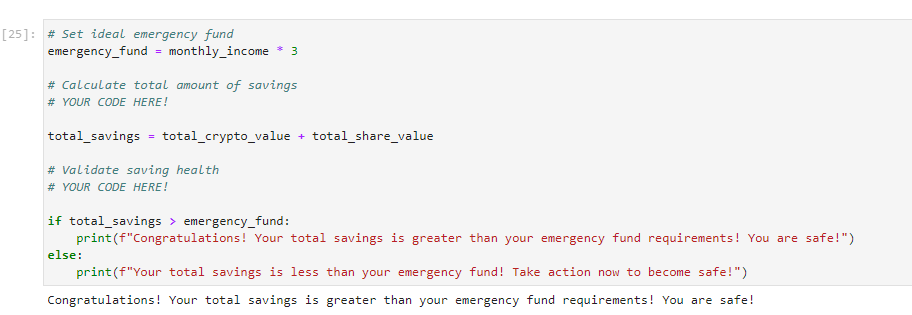 [25]: # Set ideal emergency fund
emergency_fund = monthly_income * 3
# Calculate total amount of savings
# YOUR CODE HERE!
total_savings = total_crypto_value + total_share_value
# Validate saving health
# YOUR CODE HERE!
if total_savings > emergency_fund:
    print(f"Congratulations! Your total savings is greater than your emergency fund requirements! You are safe!")
else:
    print(f"Your total savings is less than your emergency fund! Take action now to become safe!")
Congratulations! Your total savings is greater than your emergency fund requirements! You are safe!